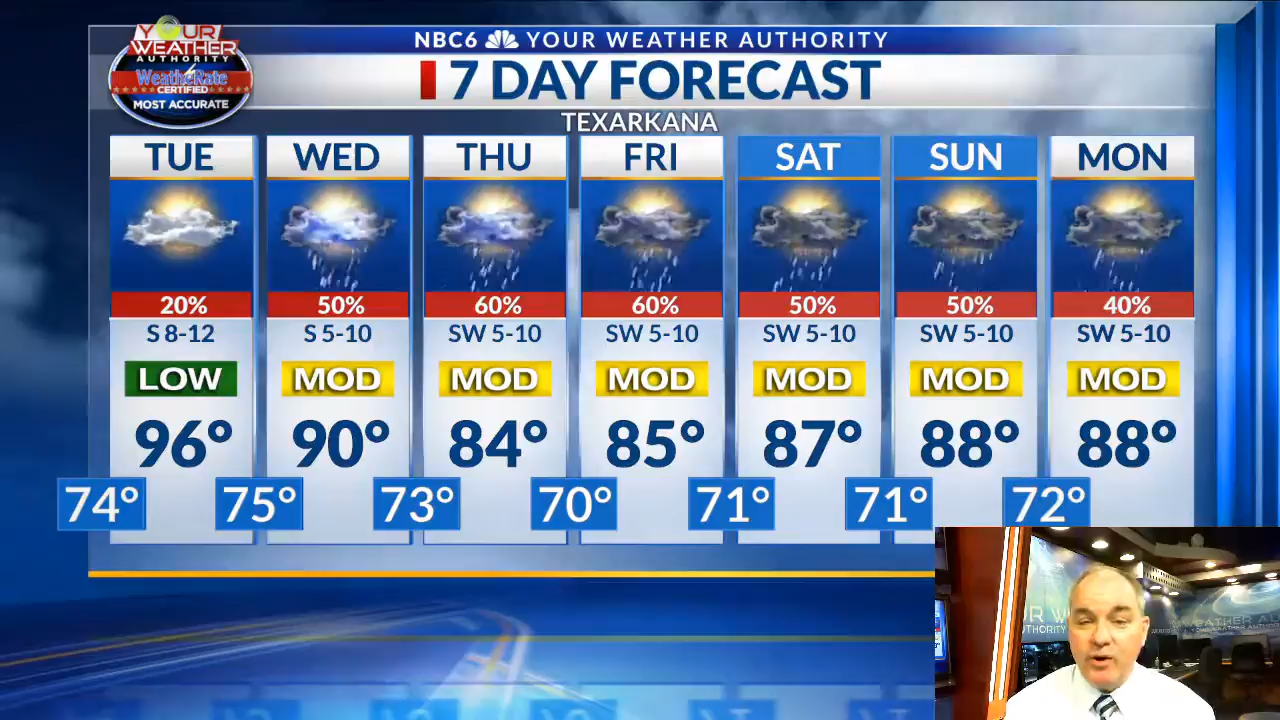 YOUR
WEATHER
AUTHORITY
WeatheRate
CERTIFIED
MOST ACCURATE
NBC6 YOUR WEATHER AUTHORITY
7 DAY FORECAST
TEXARKANA
TUE WED THU FRI SAT SUN MON
20% 50% 60% 60% 50% 50% 40%
S 8-12 S 5-10 SW 5-10 SW 5-10 SW 5-10 SW 5-10 SW 5-10
LOW MOD MOD MOD MOD MOD MOD
96° 90° 84° 85° 87° 88° 88°
74° 75° 73° 70° 71° 71° 72°
WEATHER AU